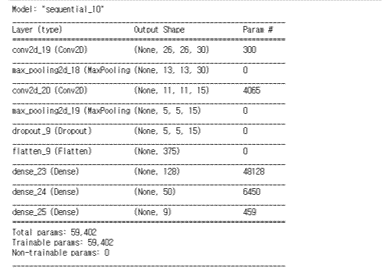 Model: "sequential_10"
Layer (type) Output Shape Param #
conv2d_19 (Conv2D) (None, 26, 26, 30) 300
max_pooling2d_18 (MaxPooling (None, 13, 13, 30) 0
conv2d_20 (Conv2D) (None, 11, 11, 15) 4065
max_pooling2d_19 (MaxPooling (None, 5, 5, 15) 0
dropout_9 (Dropout) (None, 5, 5, 15) 0
flatten_9 (Flatten) (None, 375) 0
dense_23 (Dense) (None, 128) 48128
dense_24 (Dense) (None, 50) 6450
dense_25 (Dense) (None, 9) 459
Total params: 59,402
Trainable params: 59,402
Non-trainable params: 0